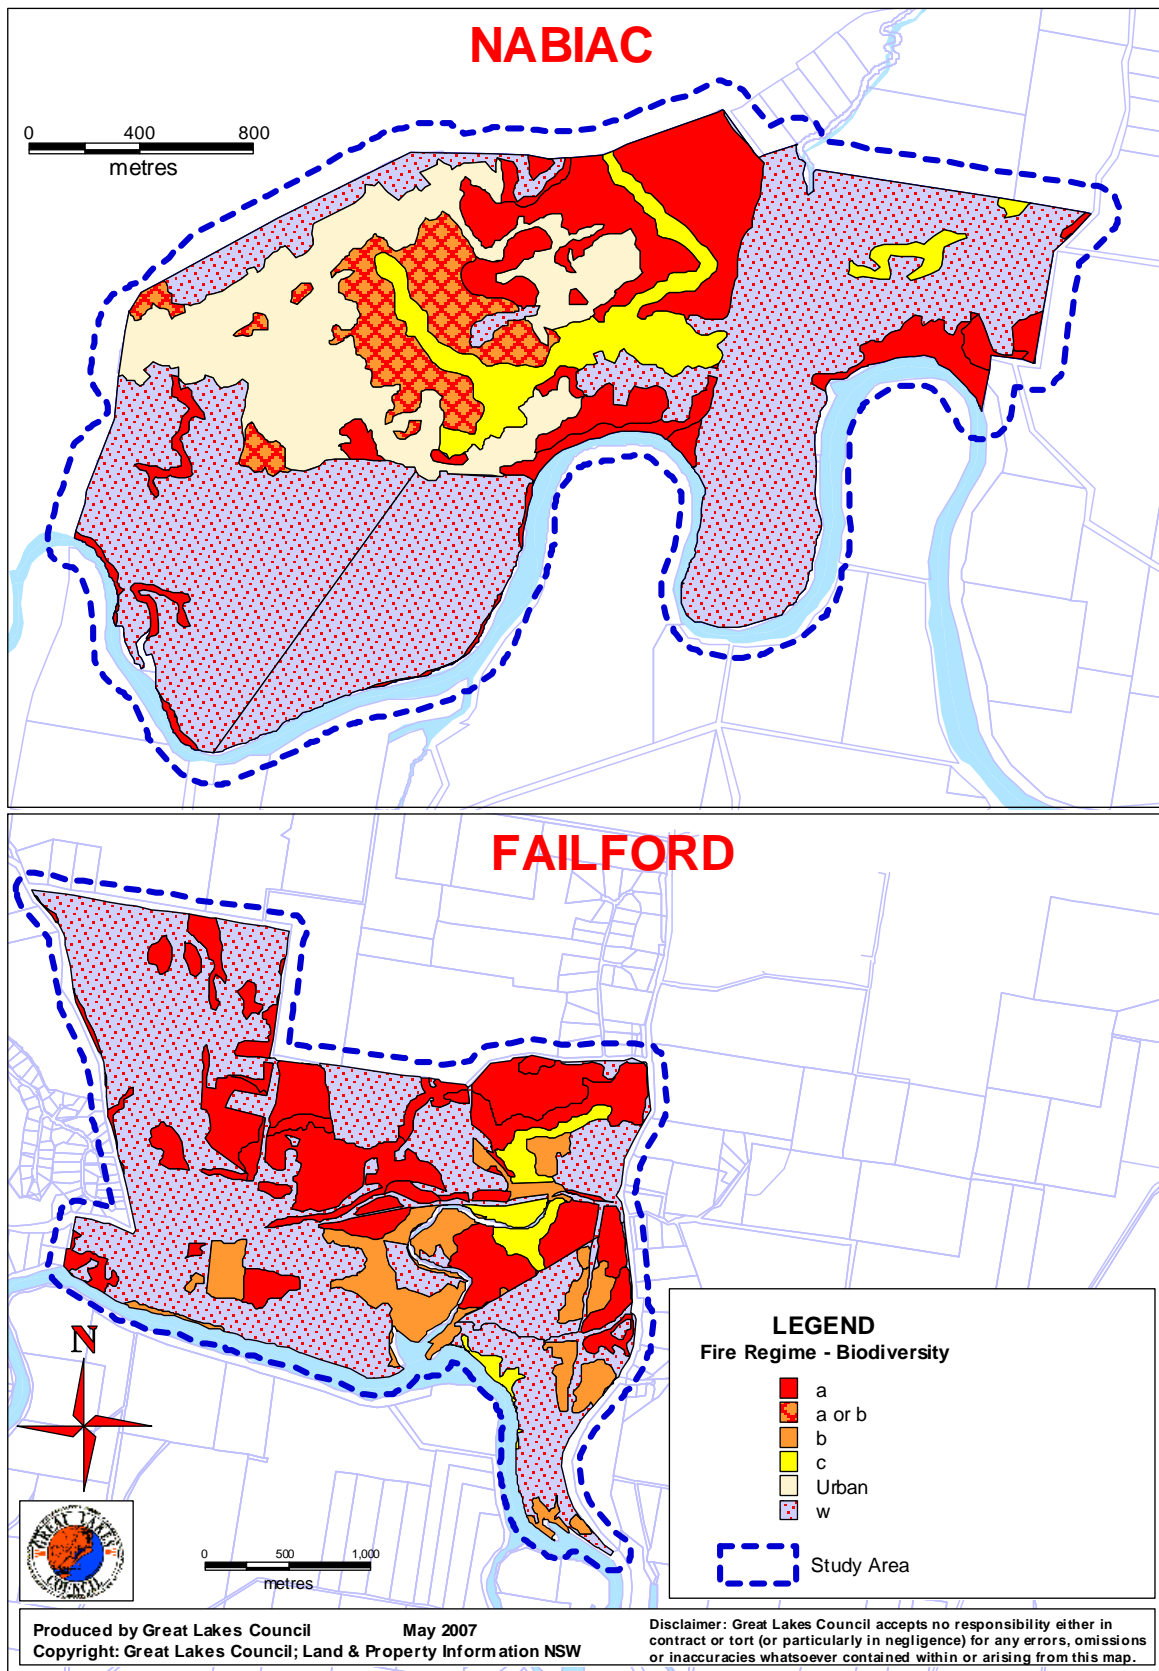 NABIAC
0 400 800
metres
FAILFORD
LEGEND
Fire Regime - Biodiversity
a
a or b
b
c
Urban
w
Study Area
N
GREAT LAKES
COUNCIL
0 500 1,000
metres
Produced by Great Lakes Council May 2007
Copyright: Great Lakes Council; Land & Property Information NSW
Disclaimer: Great Lakes Council accepts no responsibility either in
contract or tort (or particularly in negligence) for any errors, omissions
or inaccuracies whatsoever contained within or arising from this map.